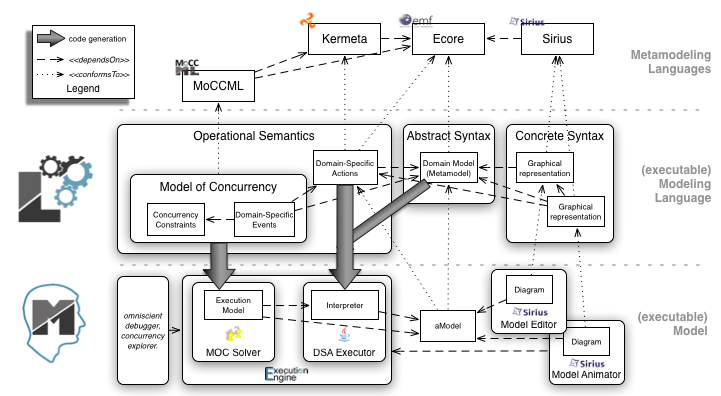 code generation
<<dependsOn>>
<<conformsTo>>
Legend
MoCC
ML
MoCCML
Kermeta
emf
Ecore
Sirius
Sirius
Metamodeling
Languages
Operational Semantics
Abstract Syntax
Concrete Syntax
Domain-Specific
Actions
Domain Model
(Metamodel)
Graphical
representation
Model of Concurrency
Concurrency
Constraints
Domain-Specific
Events
Graphical
representation
(executable)
Modeling
Language
omniscient
debugger,
concurrency
explorer.
Execution
Model
MOC Solver
Interpreter
DSA Executor
Execution
Engine
aModel
Diagram
Sirius
Model Editor
Diagram
Sirius
Model Animator
(executable)
Model